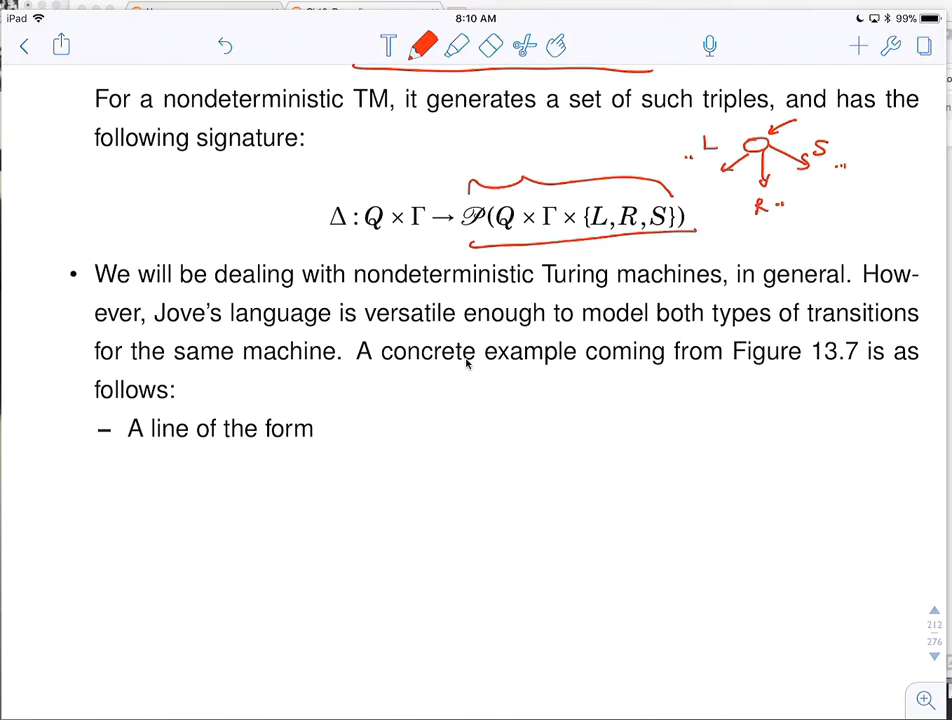 iPad 8:10 AM 99%
T
For a nondeterministic TM, it generates a set of such triples, and has the
following signature:
.. L S ...
R ..
Δ : Q × Γ → 𝒫(Q × Γ × {L,R,S})
• We will be dealing with nondeterministic Turing machines, in general. How-
ever, Jove's language is versatile enough to model both types of transitions
for the same machine. A concrete example coming from Figure 13.7 is as
follows:
– A line of the form
212
276